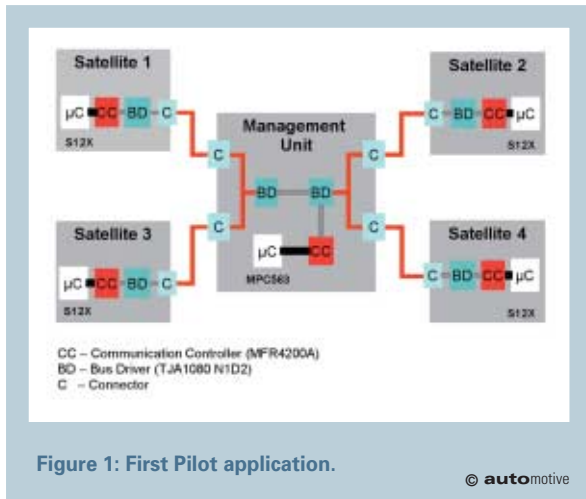 Satellite 1
µC CC BD C
S12X
Satellite 2
C BD CC µC
S12X
Management
Unit
C
C
BD BD
C
C
µC CC
MPC563
Satellite 3
µC CC BD C
S12X
Satellite 4
C BD CC µC
S12X
CC – Communication Controller (MFR4200A)
BD – Bus Driver (TJA1080 N1D2)
C – Connector
Figure 1: First Pilot application.
© automotive